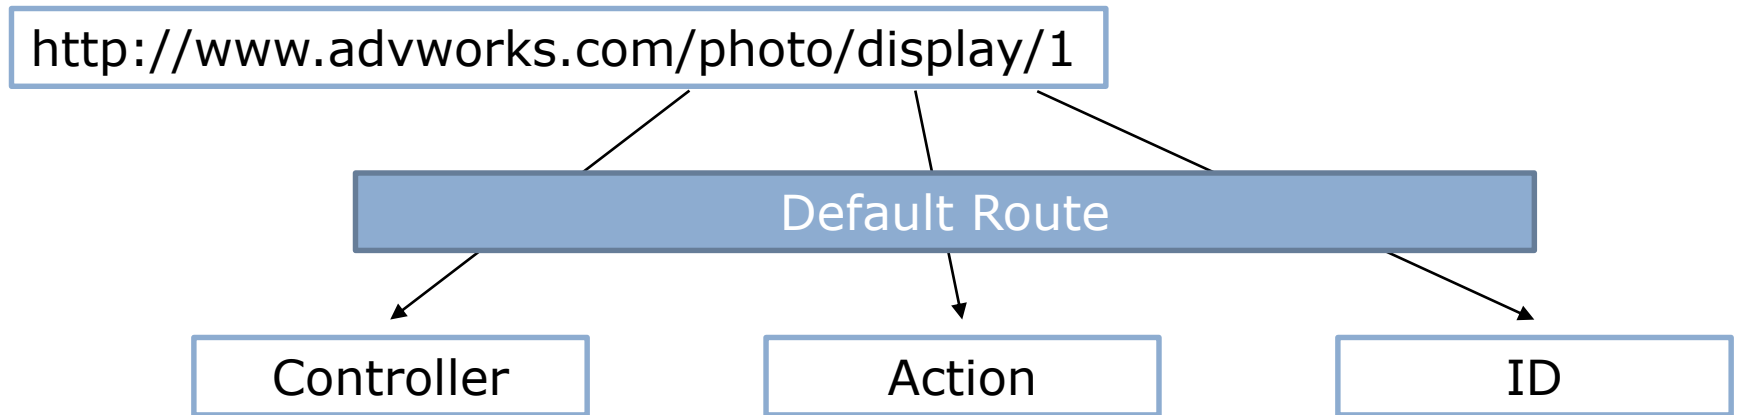 http://www.advworks.com/photo/display/1
Default Route
Controller
Action
ID